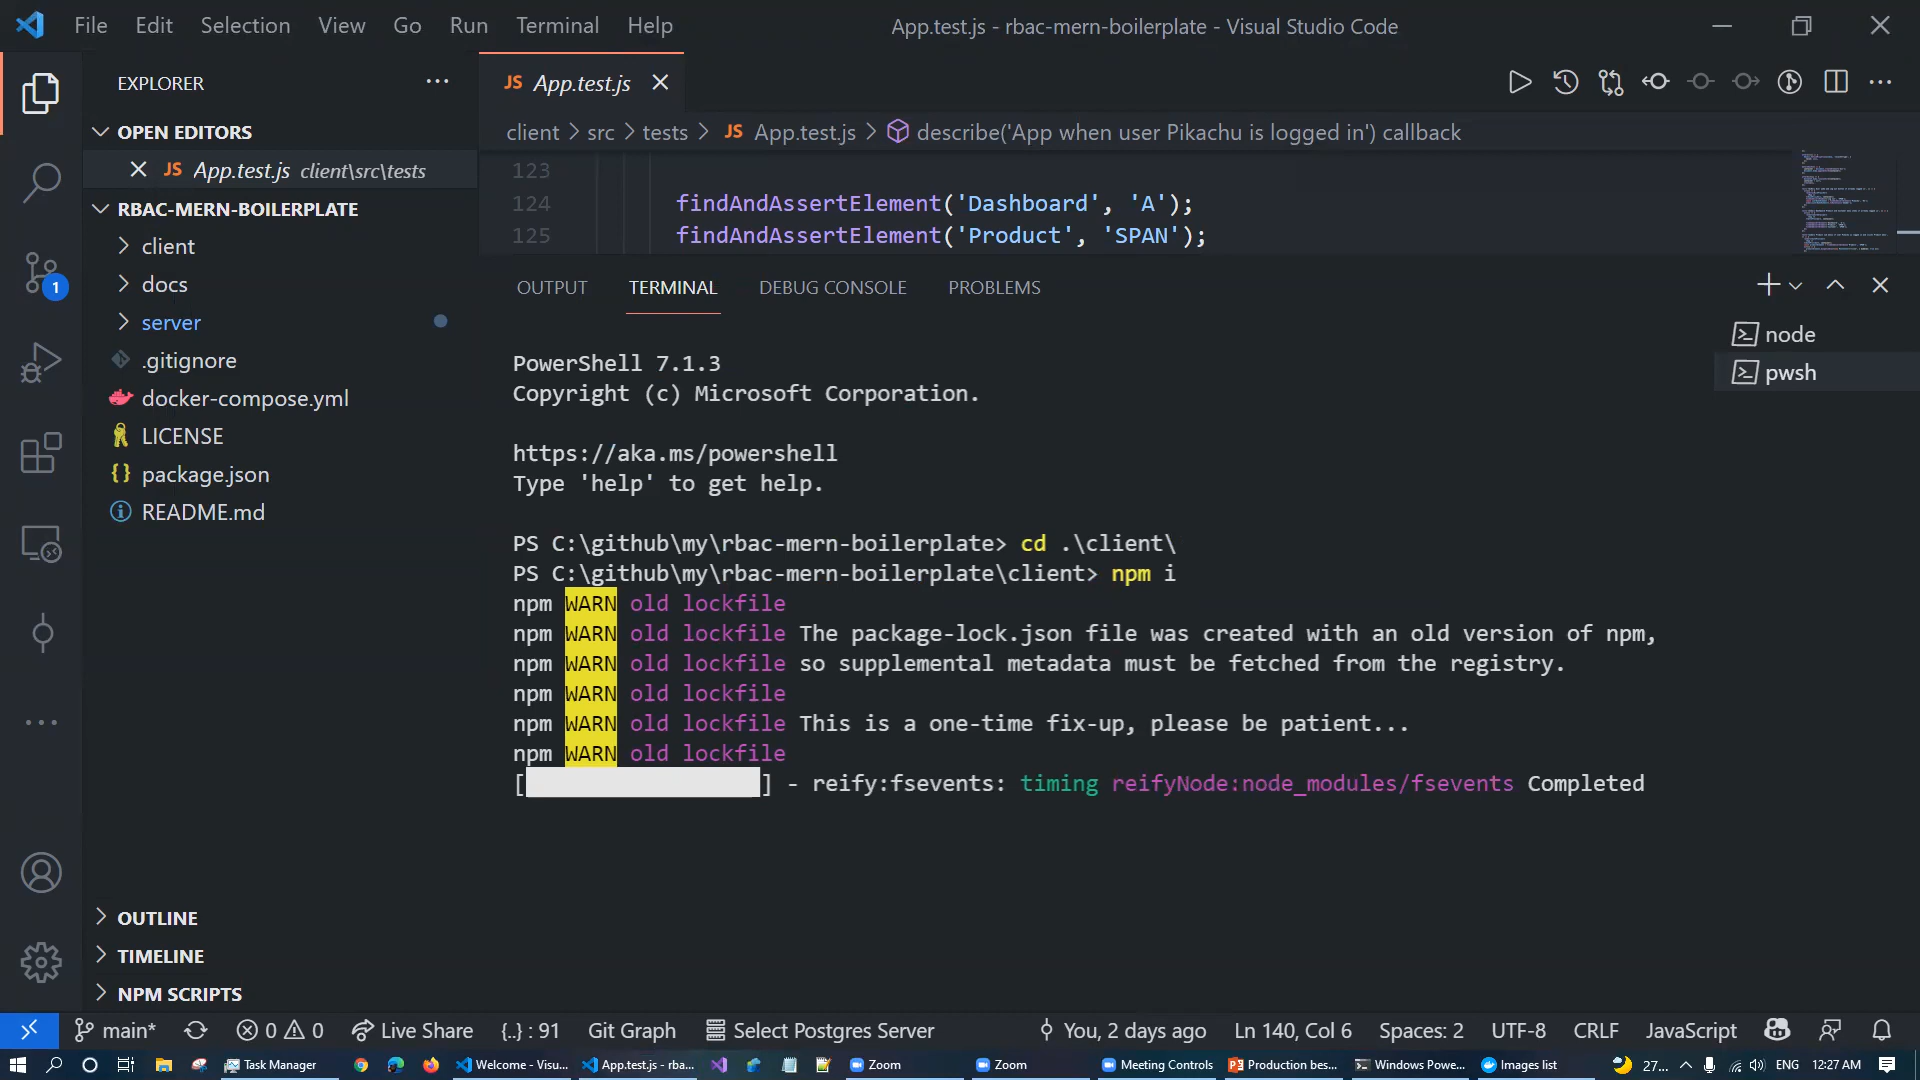 File Edit Selection View Go Run Terminal Help
App.test.js - rbac-mern-boilerplate - Visual Studio Code
EXPLORER
JS App.test.js
OPEN EDITORS
JS App.test.js client\src\tests
RBAC-MERN-BOILERPLATE
client
docs
server
.gitignore
docker-compose.yml
LICENSE
{} package.json
README.md
OUTLINE
TIMELINE
NPM SCRIPTS
1
client > src > tests > JS App.test.js > describe('App when user Pikachu is logged in') callback
123
124 findAndAssertElement('Dashboard', 'A');
125 findAndAssertElement('Product', 'SPAN');
OUTPUT TERMINAL DEBUG CONSOLE PROBLEMS
node
pwsh
PowerShell 7.1.3
Copyright (c) Microsoft Corporation.
https://aka.ms/powershell
Type 'help' to get help.
PS C:\github\my\rbac-mern-boilerplate> cd .\client\
PS C:\github\my\rbac-mern-boilerplate\client> npm i
npm WARN old lockfile
npm WARN old lockfile The package-lock.json file was created with an old version of npm,
npm WARN old lockfile so supplemental metadata must be fetched from the registry.
npm WARN old lockfile
npm WARN old lockfile This is a one-time fix-up, please be patient...
npm WARN old lockfile
[ ] - reify:fsevents: timing reifyNode:node_modules/fsevents Completed
main* 0 0 Live Share {..} : 91 Git Graph Select Postgres Server You, 2 days ago Ln 140, Col 6 Spaces: 2 UTF-8 CRLF JavaScript
Task Manager Welcome - Visu... App.test.js - rba... Zoom Zoom Meeting Controls Production bes... Windows Powe... Images list 27... ENG 12:27 AM